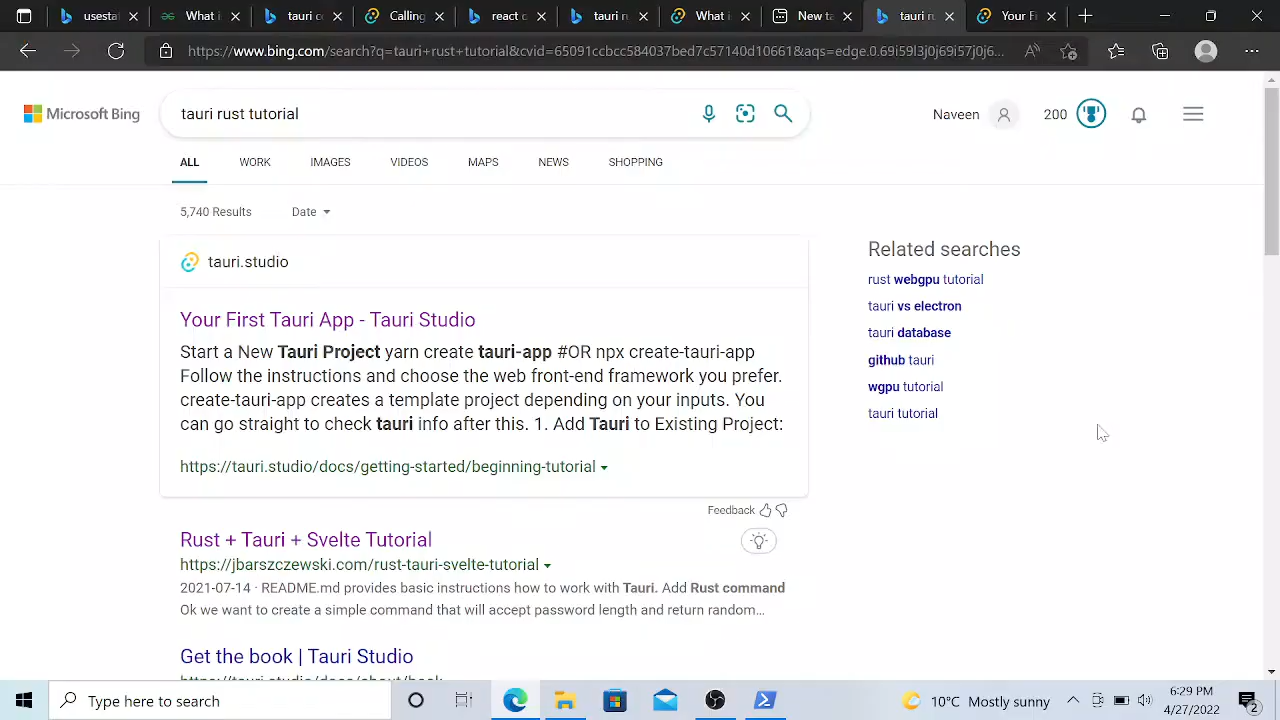 usestat
What i
tauri c
Calling
react c
tauri n
What i
New ta
tauri ru
Your Fi
https://www.bing.com/search?q=tauri+rust+tutorial&cvid=65091ccbcc584037bed7c57140d10661&aqs=edge.0.69i59l3j0j69i57j0j6...
Microsoft Bing
tauri rust tutorial
Naveen
200
ALL
WORK
IMAGES
VIDEOS
MAPS
NEWS
SHOPPING
5,740 Results
Date
tauri.studio
Your First Tauri App - Tauri Studio
Start a New Tauri Project yarn create tauri-app #OR npx create-tauri-app
Follow the instructions and choose the web front-end framework you prefer.
create-tauri-app creates a template project depending on your inputs. You
can go straight to check tauri info after this. 1. Add Tauri to Existing Project:
https://tauri.studio/docs/getting-started/beginning-tutorial
Feedback
Rust + Tauri + Svelte Tutorial
https://jbarszczewski.com/rust-tauri-svelte-tutorial
2021-07-14 · README.md provides basic instructions how to work with Tauri. Add Rust command
Ok we want to create a simple command that will accept password length and return random…
Get the book | Tauri Studio
https://tauri.studio/docs/about/book
Related searches
rust webgpu tutorial
tauri vs electron
tauri database
github tauri
wgpu tutorial
tauri tutorial
Type here to search
10°C Mostly sunny
6:29 PM
4/27/2022
2